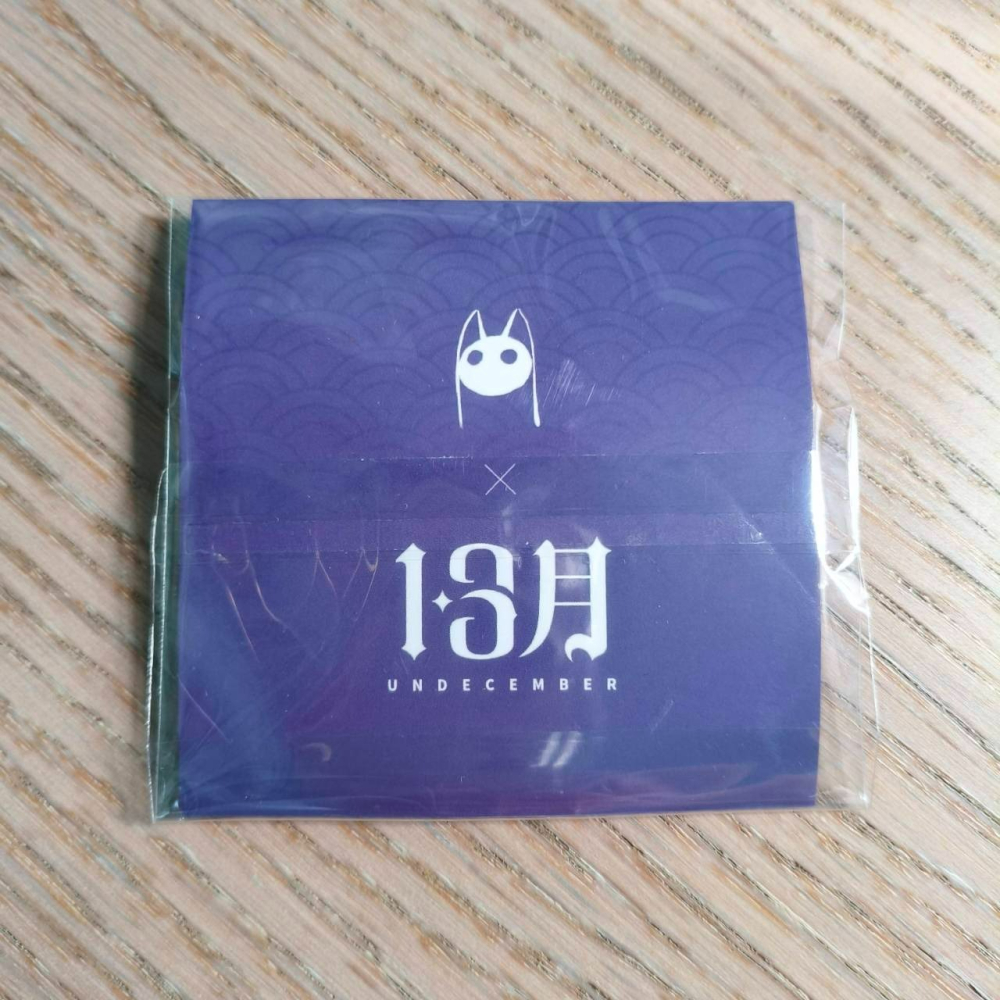 ×
13月
UNDECEMBER